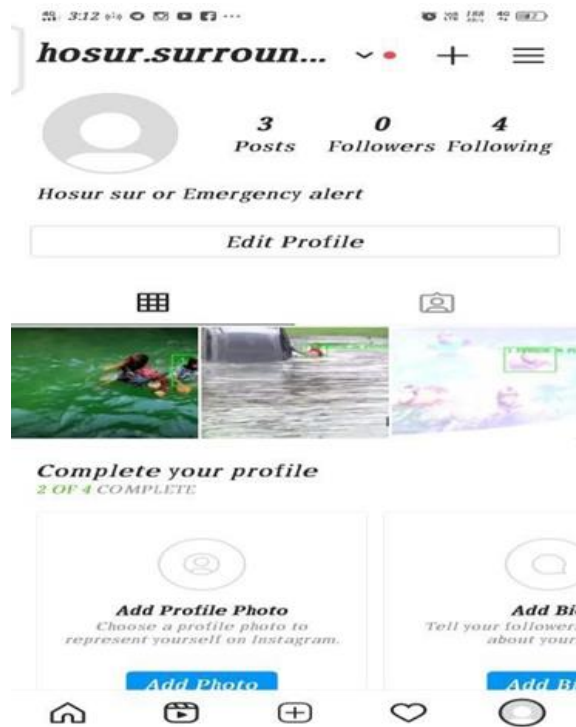 3:12
hosur.surroun...
3 0 4
Posts Followers Following
Hosur sur or Emergency alert
Edit Profile
Complete your profile
2 OF 4 COMPLETE
Add Profile Photo
Choose a profile photo to
represent yourself on Instagram.
Add Photo
Add Bi
Tell your followers
about your
Add Bi